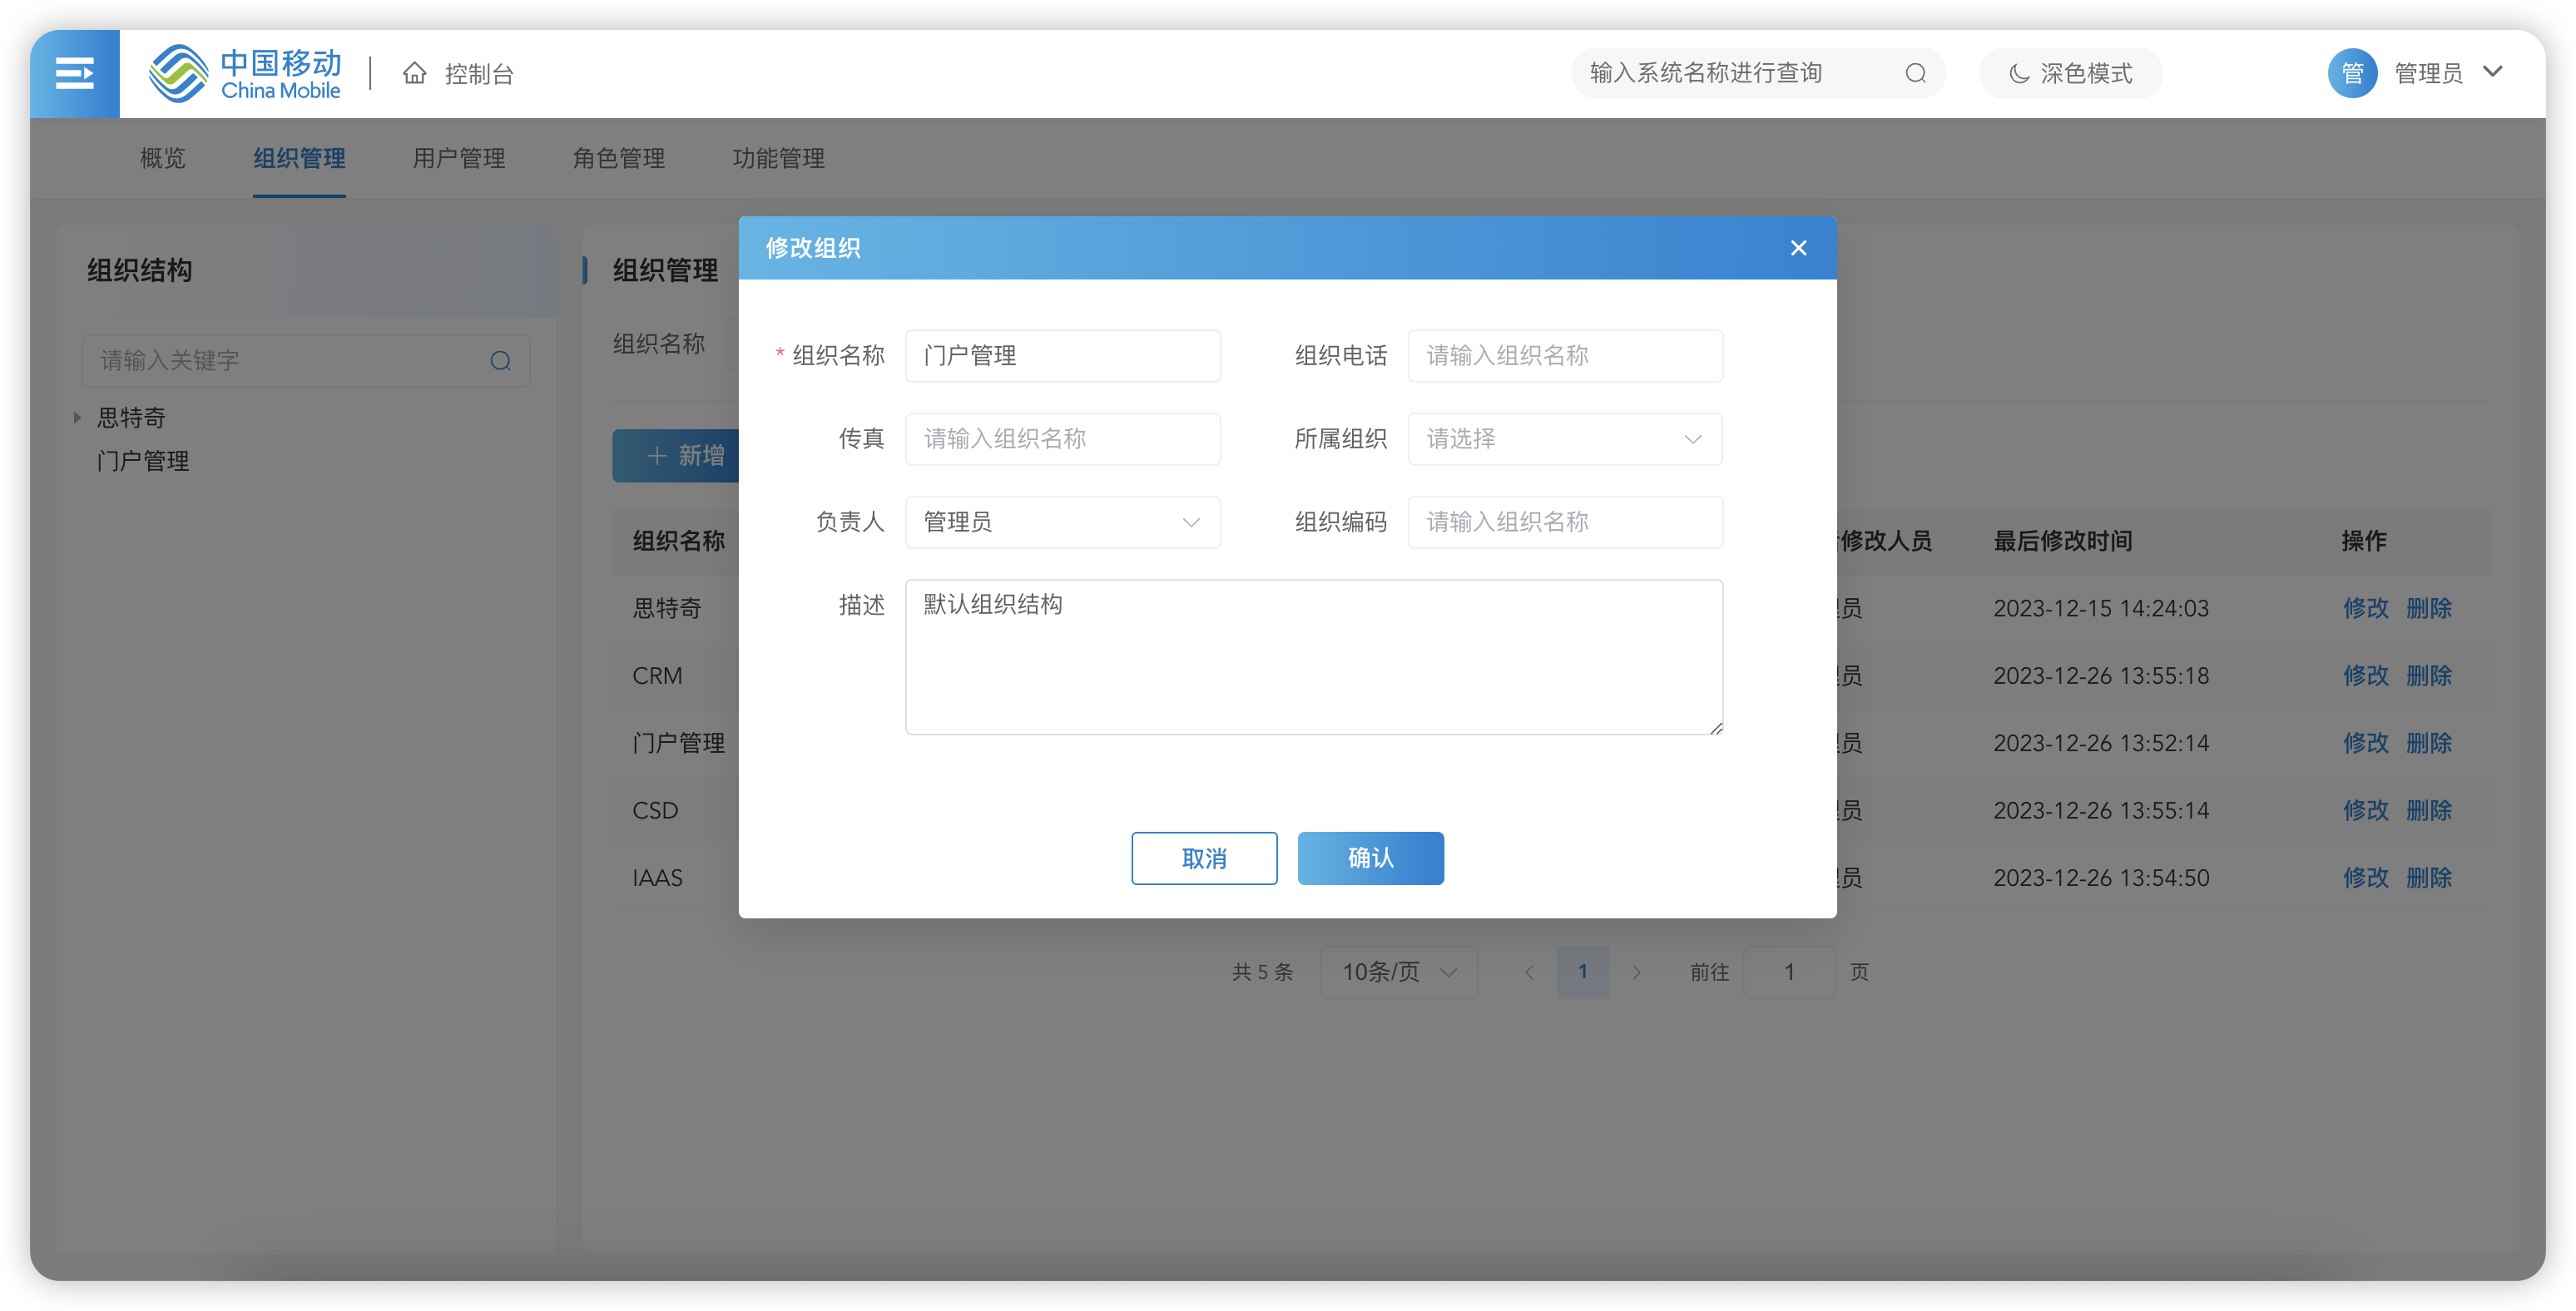 中国移动
China Mobile
控制台
输入系统名称进行查询
深色模式
管
管理员
概览
组织管理
用户管理
角色管理
功能管理
组织结构
请输入关键字
思特奇
门户管理
组织管理
组织名称
新增
修改组织
* 组织名称
门户管理
组织电话
请输入组织名称
传真
请输入组织名称
所属组织
请选择
负责人
管理员
组织编码
请输入组织名称
描述
默认组织结构
取消
确认
组织名称
修改人员
最后修改时间
操作
思特奇
员
2023-12-15 14:24:03
修改 删除
CRM
员
2023-12-26 13:55:18
修改 删除
门户管理
员
2023-12-26 13:52:14
修改 删除
CSD
员
2023-12-26 13:55:14
修改 删除
IAAS
员
2023-12-26 13:54:50
修改 删除
共 5 条
10条/页
1
前往
1
页